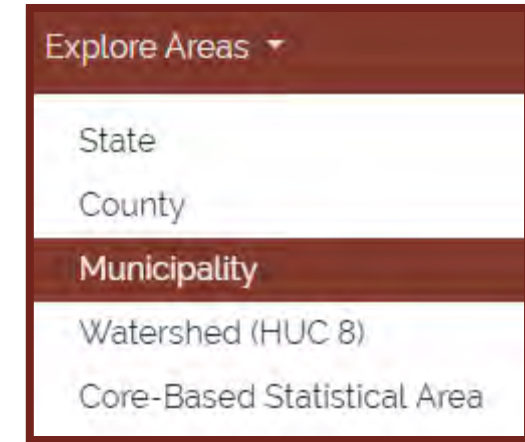 Explore Areas
State
County
Municipality
Watershed (HUC 8)
Core-Based Statistical Area